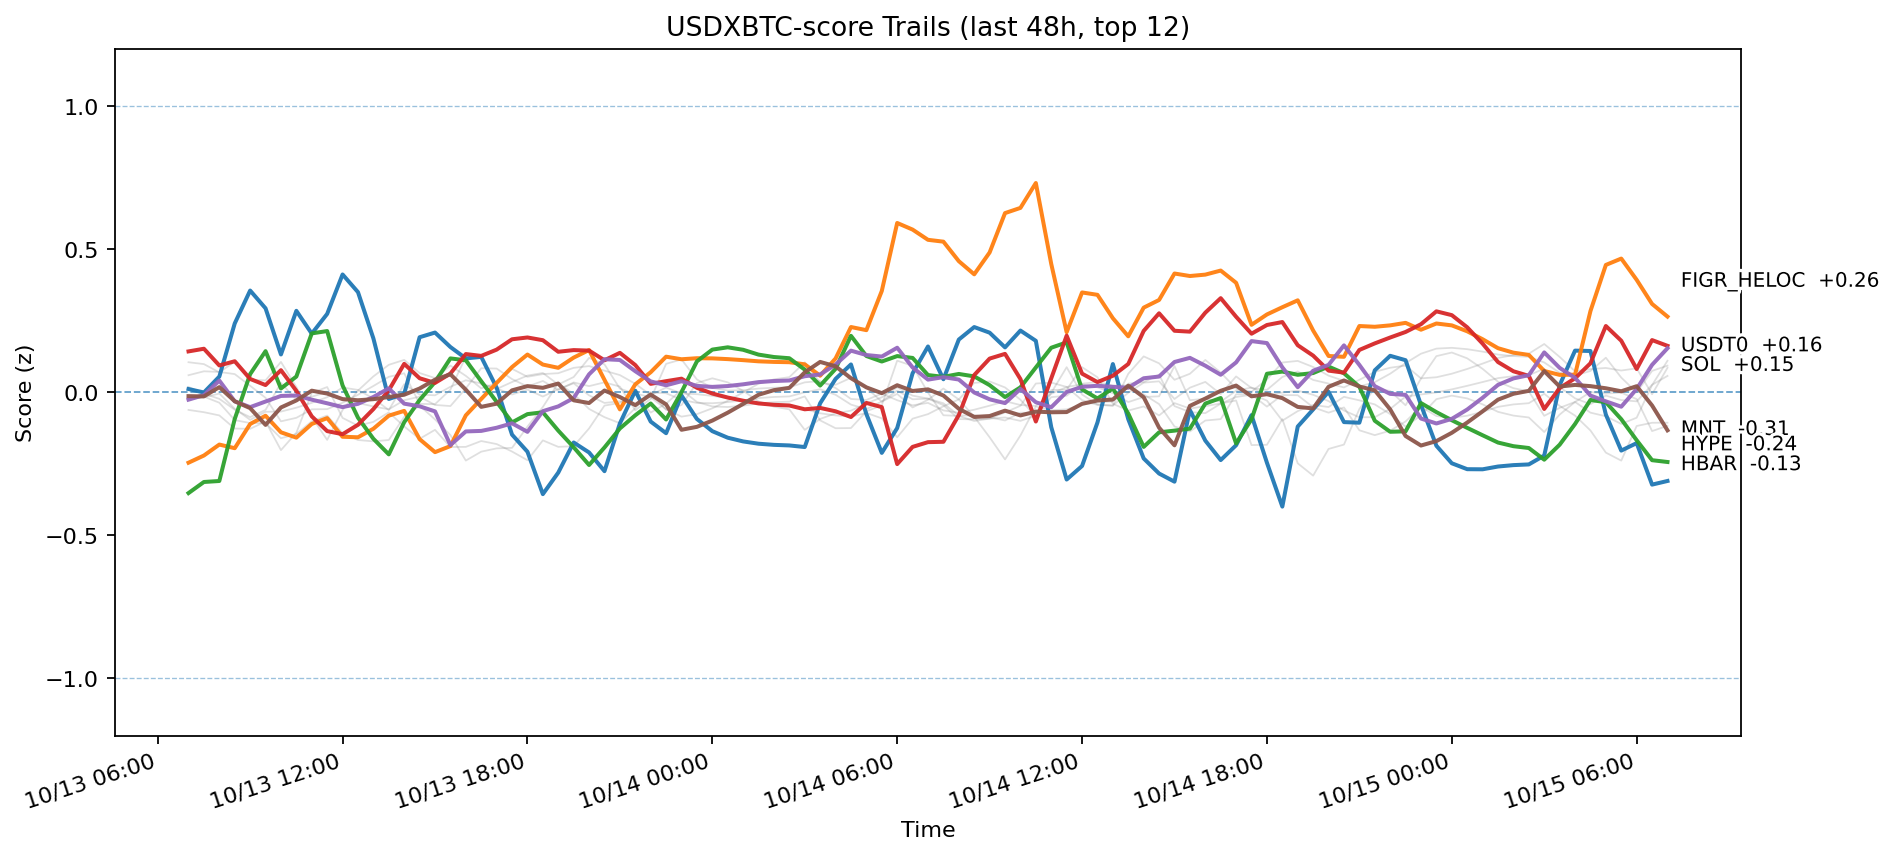 USDXBTC-score Trails (last 48h, top 12)
Score (z)
1.0
0.5
0.0
−0.5
−1.0
FIGR_HELOC +0.26
USDT0 +0.16
SOL +0.15
MNT -0.31
HYPE -0.24
HBAR -0.13
10/13 06:00
10/13 12:00
10/13 18:00
10/14 00:00
10/14 06:00
10/14 12:00
10/14 18:00
10/15 00:00
10/15 06:00
Time